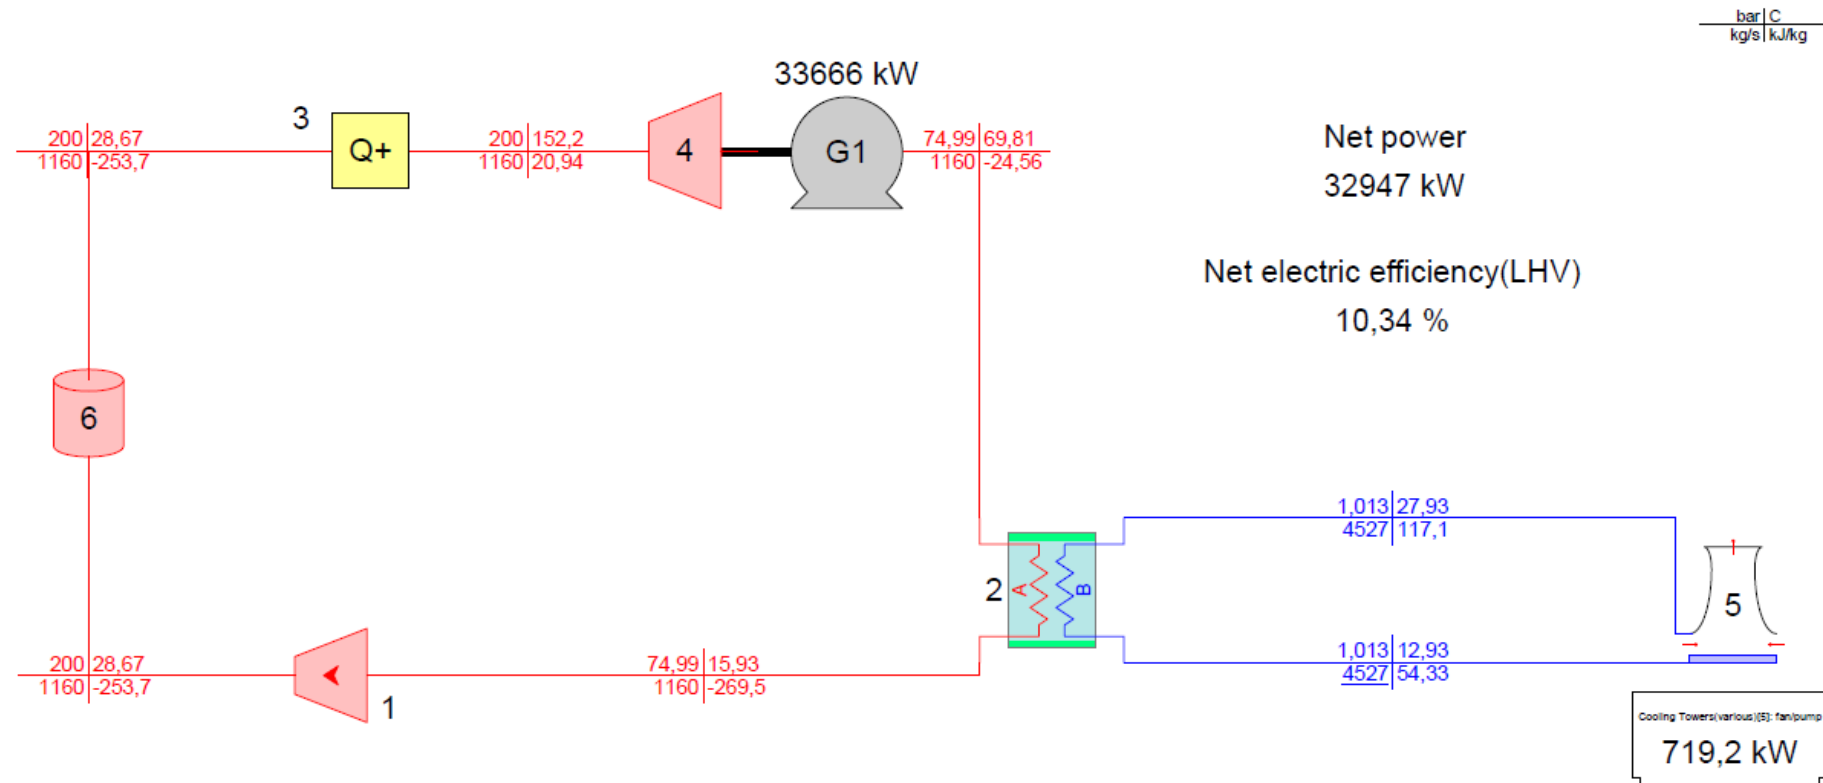 bar C
kg/s kJ/kg
33666 kW
3
200 28,67
1160 -253,7
Q+
200 152,2
1160 20,94
4
G1
74,99 69,81
1160 -24,56
Net power
32947 kW
Net electric efficiency(LHV)
10,34 %
6
1,013 27,93
4527 117,1
2
A
B
5
200 28,67
1160 -253,7
1
74,99 15,93
1160 -269,5
1,013 12,93
4527 54,33
Cooling Towers(various)[5]: fan/pump
719,2 kW